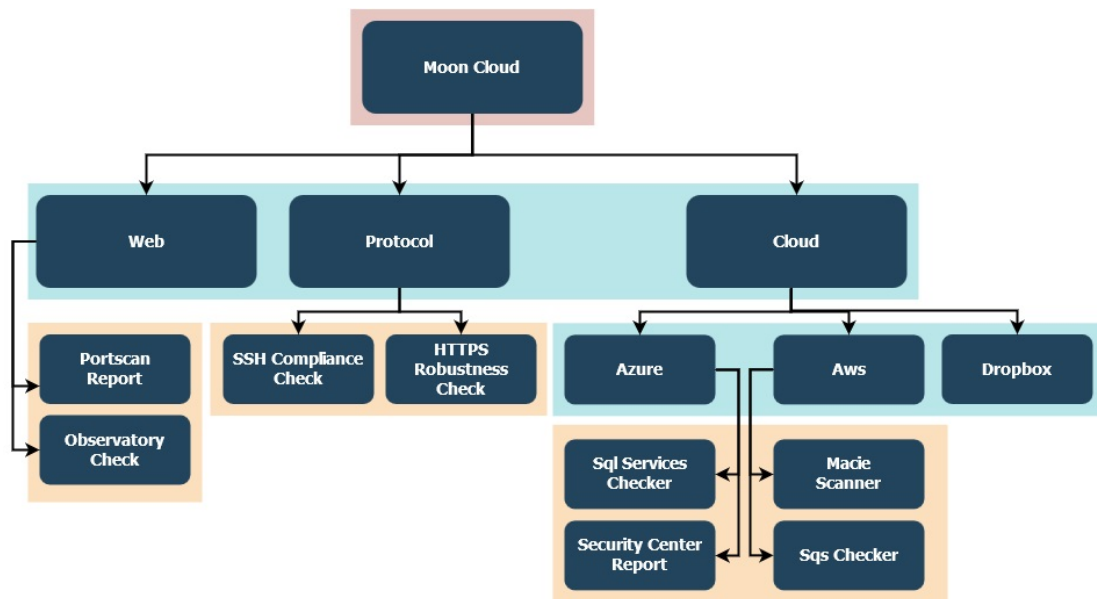 Moon Cloud
Web
Protocol
Cloud
Portscan
Report
Observatory
Check
SSH Compliance
Check
HTTPS
Robustness
Check
Azure
Aws
Dropbox
Sql Services
Checker
Macie
Scanner
Security Center
Report
Sqs Checker